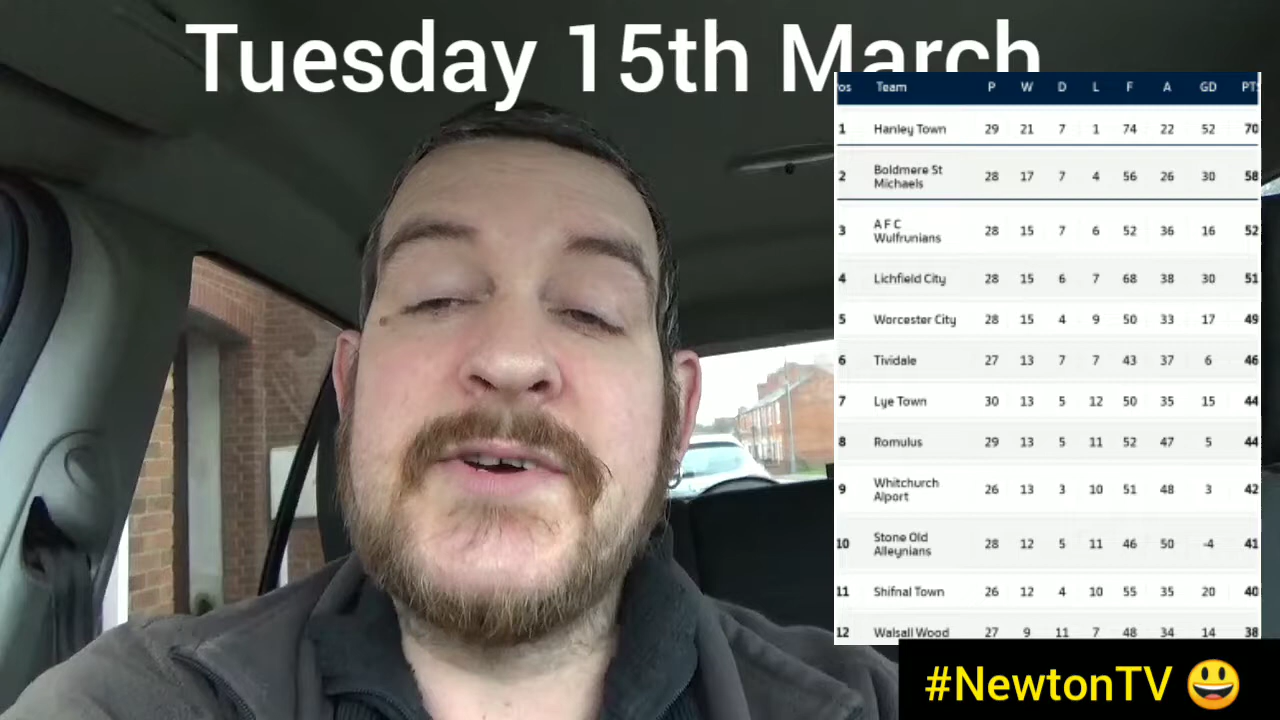 Tuesday 15th March
os Team P W D L F A GD PTS
1 Hanley Town 29 21 7 1 74 22 52 70
2 Boldmere St
Michaels 28 17 7 4 56 26 30 58
3 A F C
Wulfrunians 28 15 7 6 52 36 16 52
4 Lichfield City 28 15 6 7 68 38 30 51
5 Worcester City 28 15 4 9 50 33 17 49
6 Tividale 27 13 7 7 43 37 6 46
7 Lye Town 30 13 5 12 50 35 15 44
8 Romulus 29 13 5 11 52 47 5 44
9 Whitchurch
Alport 26 13 3 10 51 48 3 42
10 Stone Old
Alleynians 28 12 5 11 46 50 -4 41
11 Shifnal Town 26 12 4 10 55 35 20 40
12 Walsall Wood 27 9 11 7 48 34 14 38
#NewtonTV 😃